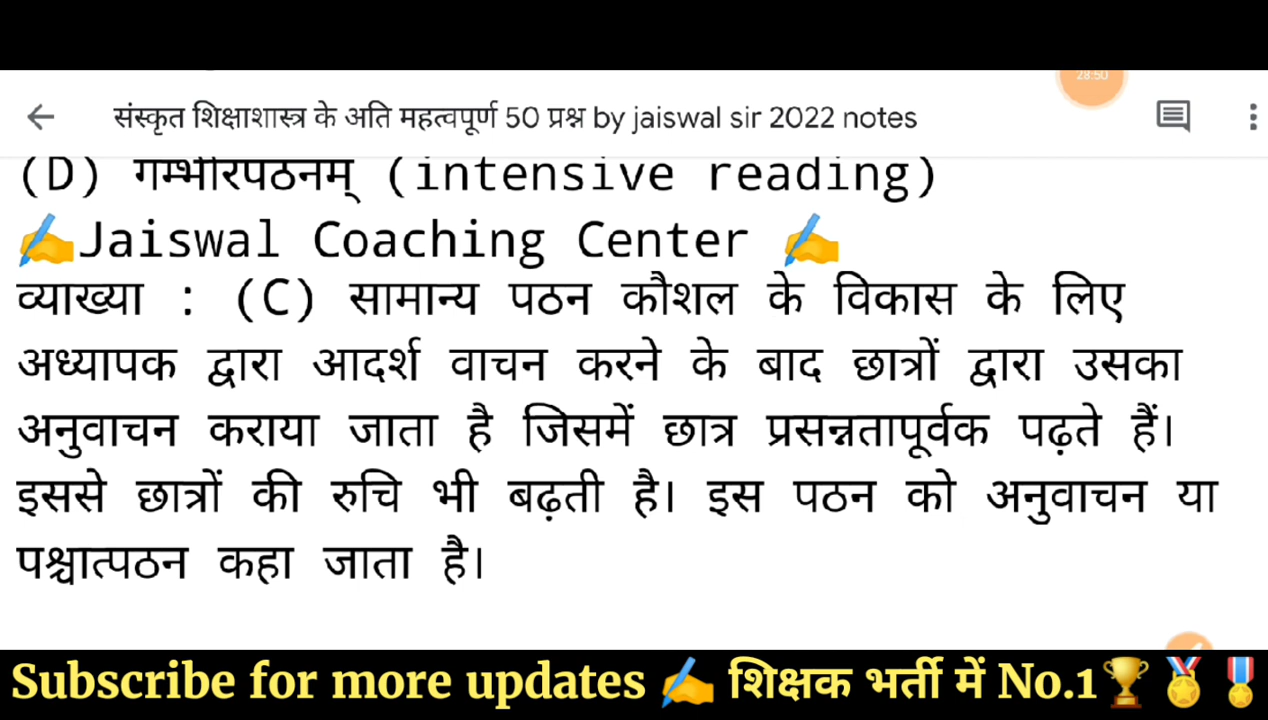 28:50
संस्कृत शिक्षाशास्त्र के अति महत्वपूर्ण 50 प्रश्न by jaiswal sir 2022 notes
(D) गम्भीरपठनम् (intensive reading)
✍️Jaiswal Coaching Center ✍️
व्याख्या : (C) सामान्य पठन कौशल के विकास के लिए
अध्यापक द्वारा आदर्श वाचन करने के बाद छात्रों द्वारा उसका
अनुवाचन कराया जाता है जिसमें छात्र प्रसन्नतापूर्वक पढ़ते हैं।
इससे छात्रों की रुचि भी बढ़ती है। इस पठन को अनुवाचन या
पश्चात्पठन कहा जाता है।
Subscribe for more updates ✍️ शिक्षक भर्ती में No.1🏆🏅🎖️